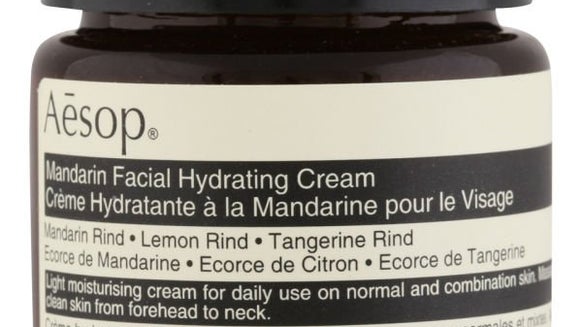 Aēsop®
Mandarin Facial Hydrating Cream
Crème Hydratante à la Mandarine pour le Visage
Mandarin Rind • Lemon Rind • Tangerine Rind
Ecorce de Mandarine • Ecorce de Citron • Ecorce de Tangerine
Light moisturising cream for daily use on normal and combination skin.
clean skin from forehead to neck.